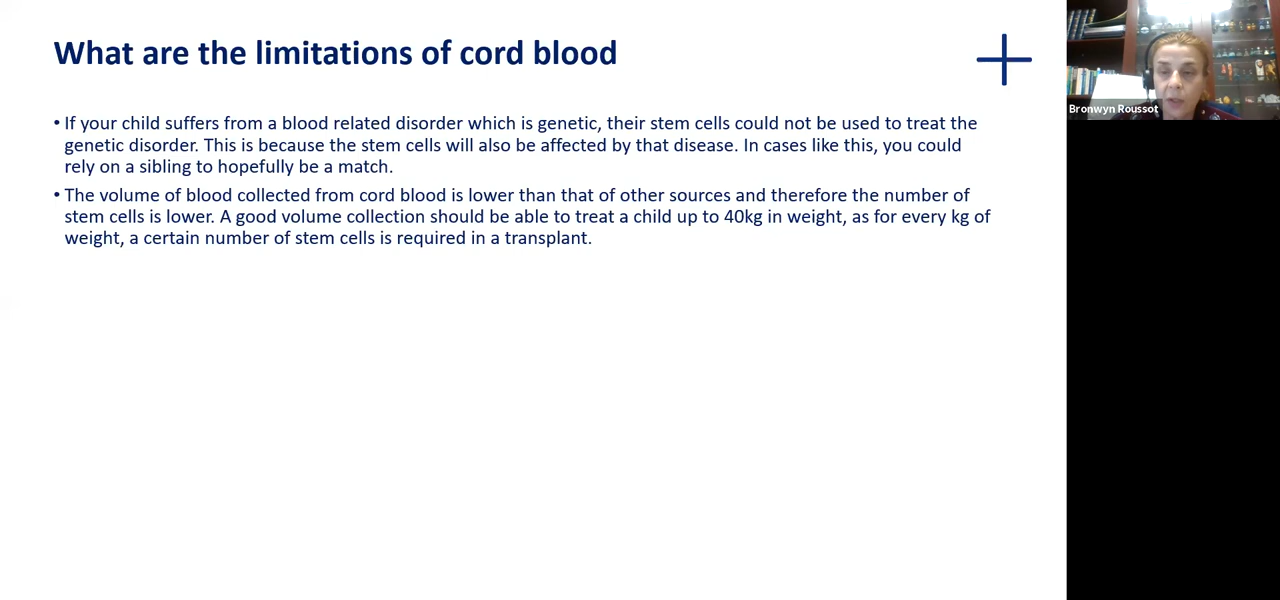 What are the limitations of cord blood
• If your child suffers from a blood related disorder which is genetic, their stem cells could not be used to treat the
genetic disorder. This is because the stem cells will also be affected by that disease. In cases like this, you could
rely on a sibling to hopefully be a match.
• The volume of blood collected from cord blood is lower than that of other sources and therefore the number of
stem cells is lower. A good volume collection should be able to treat a child up to 40kg in weight, as for every kg of
weight, a certain number of stem cells is required in a transplant.
Bronwyn Roussot